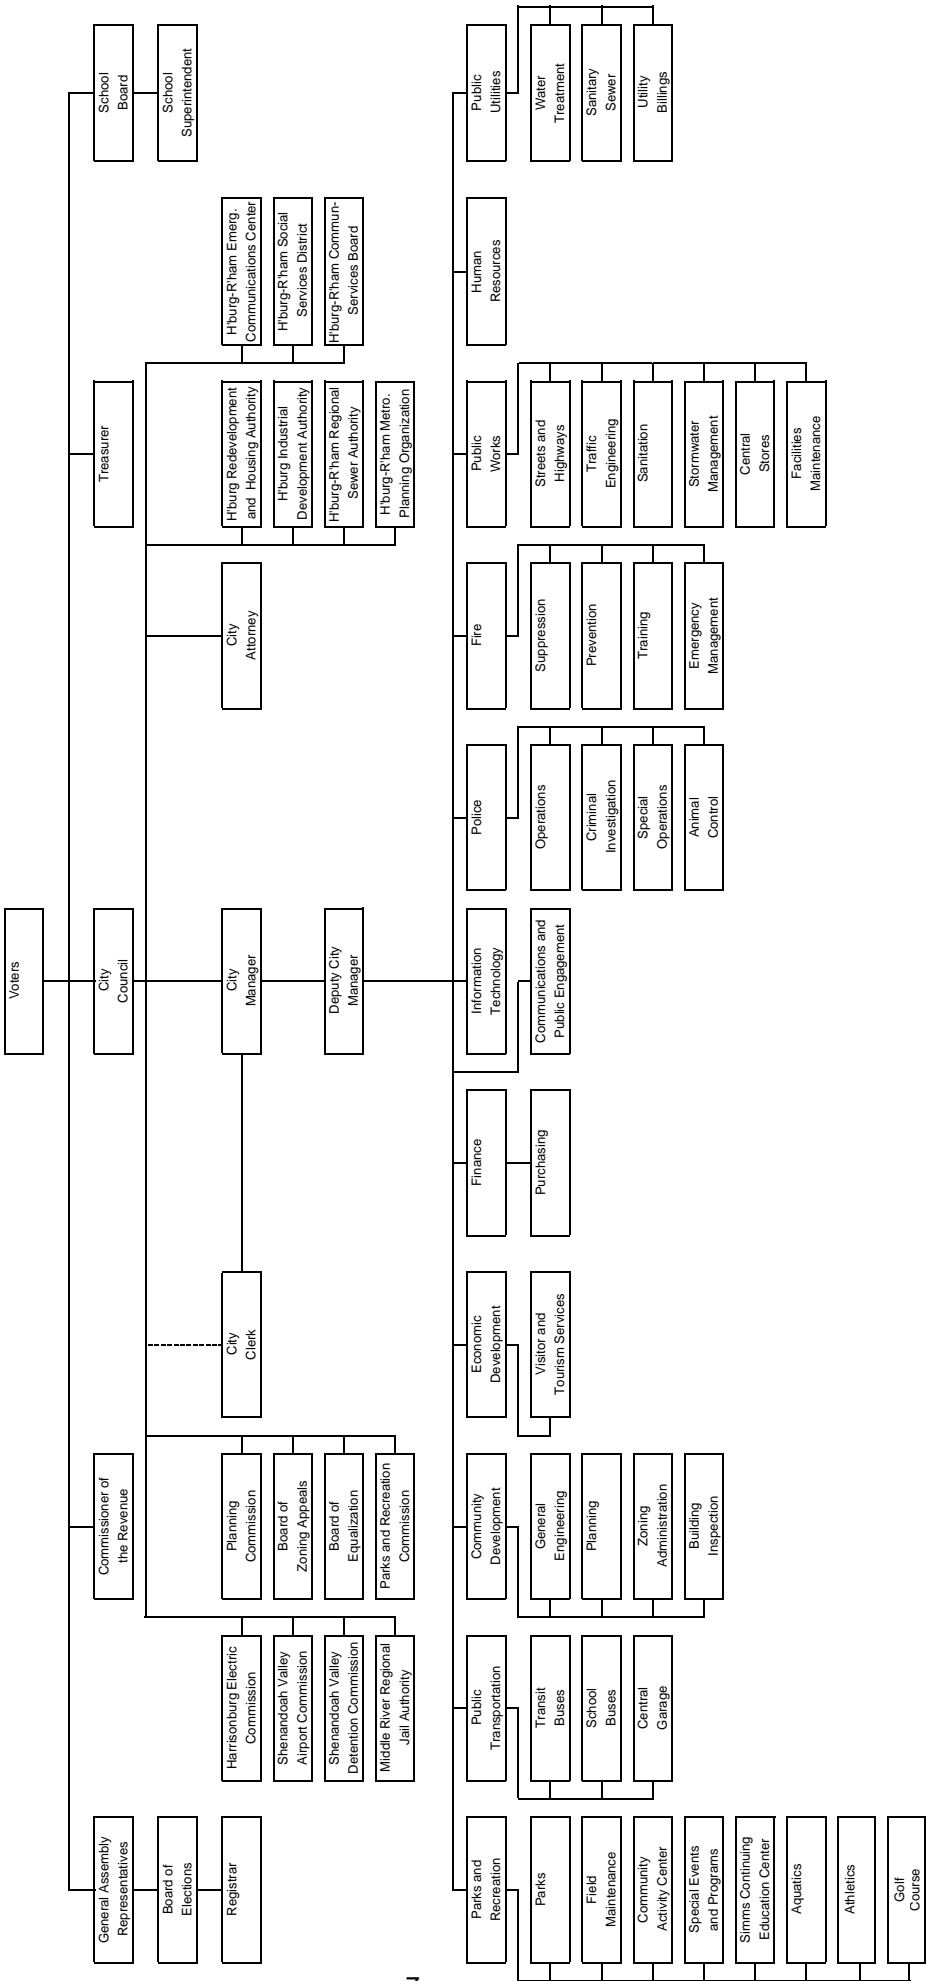 Voters
General Assembly
Representatives
Commissioner of
the Revenue
City
Council
Treasurer
School
Board
Board of
Elections
School
Superintendent
Registrar
Harrisonburg Electric
Commission
Shenandoah Valley
Airport Commission
Shenandoah Valley
Detention Commission
Middle River Regional
Jail Authority
Planning
Commission
Board of
Zoning Appeals
Board of
Equalization
Parks and Recreation
Commission
City
Clerk
City
Manager
Deputy City
Manager
City
Attorney
H'burg Redevelopment
and Housing Authority
H'burg Industrial
Development Authority
H'burg-R'ham Regional
Sewer Authority
H'burg-R'ham Metro.
Planning Organization
H'burg-R'ham Emerg.
Communications Center
H'burg-R'ham Social
Services District
H'burg-R'ham Commun-
Services Board
Parks and
Recreation
Parks
Field
Maintenance
Community
Activity Center
Special Events
and Programs
Simms Continuing
Education Center
Aquatics
Athletics
Golf
Course
Public
Transportation
Transit
Buses
School
Buses
Central
Garage
Community
Development
General
Engineering
Planning
Zoning
Administration
Building
Inspection
Economic
Development
Visitor and
Tourism Services
Finance
Purchasing
Information
Technology
Communications and
Public Engagement
Police
Operations
Criminal
Investigation
Special
Operations
Animal
Control
Fire
Suppression
Prevention
Training
Emergency
Management
Public
Works
Streets and
Highways
Traffic
Engineering
Sanitation
Stormwater
Management
Central
Stores
Facilities
Maintenance
Human
Resources
Public
Utilities
Water
Treatment
Sanitary
Sewer
Utility
Billings